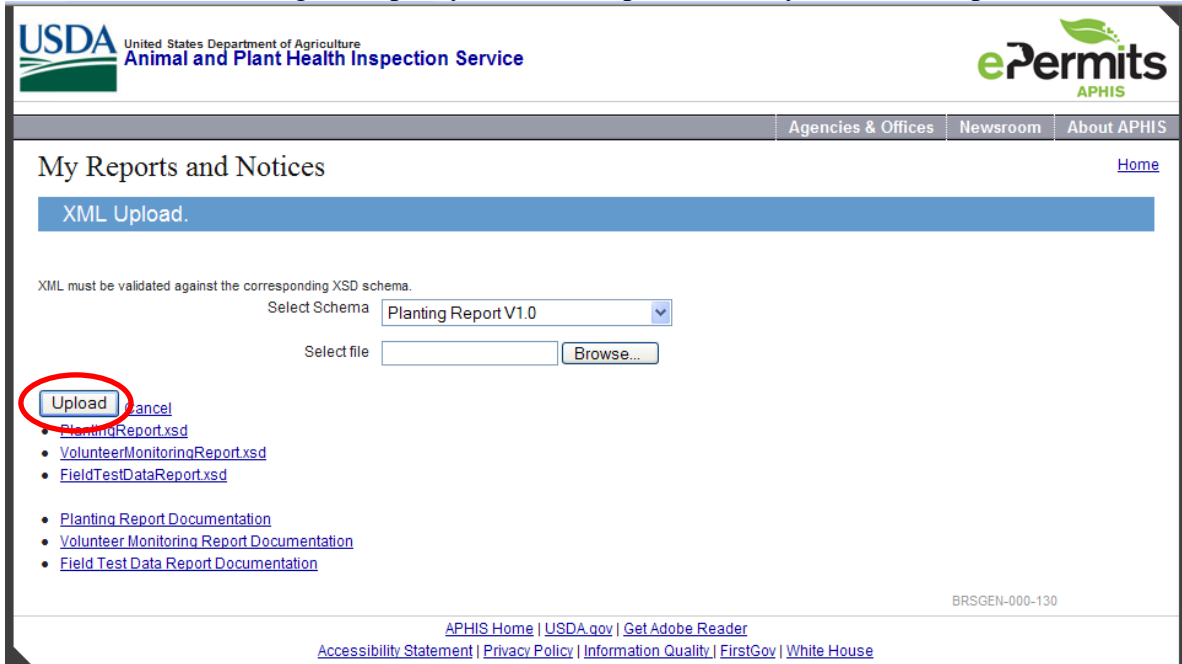 USDA United States Department of Agriculture
Animal and Plant Health Inspection Service
ePermits
APHIS
Agencies & Offices Newsroom About APHIS
My Reports and Notices Home
XML Upload.
XML must be validated against the corresponding XSD schema.
Select Schema Planting Report V1.0
Select file Browse...
Upload Cancel
• PlantingReport.xsd
• VolunteerMonitoringReport.xsd
• FieldTestDataReport.xsd
• Planting Report Documentation
• Volunteer Monitoring Report Documentation
• Field Test Data Report Documentation
BRSGEN-000-130
APHIS Home | USDA.gov | Get Adobe Reader
Accessibility Statement | Privacy Policy | Information Quality | FirstGov | White House